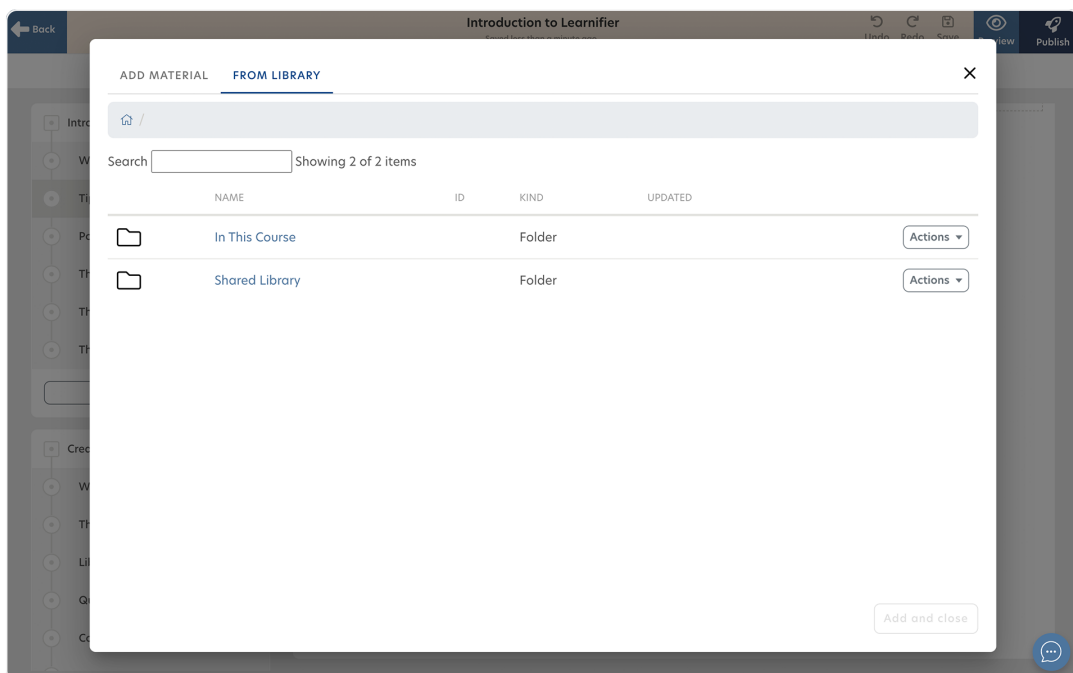 Back
Introduction to Learnifier
Undo Redo Save
Publish
ADD MATERIAL FROM LIBRARY
/
Search Showing 2 of 2 items
NAME ID KIND UPDATED
In This Course Folder Actions
Shared Library Folder Actions
Add and close